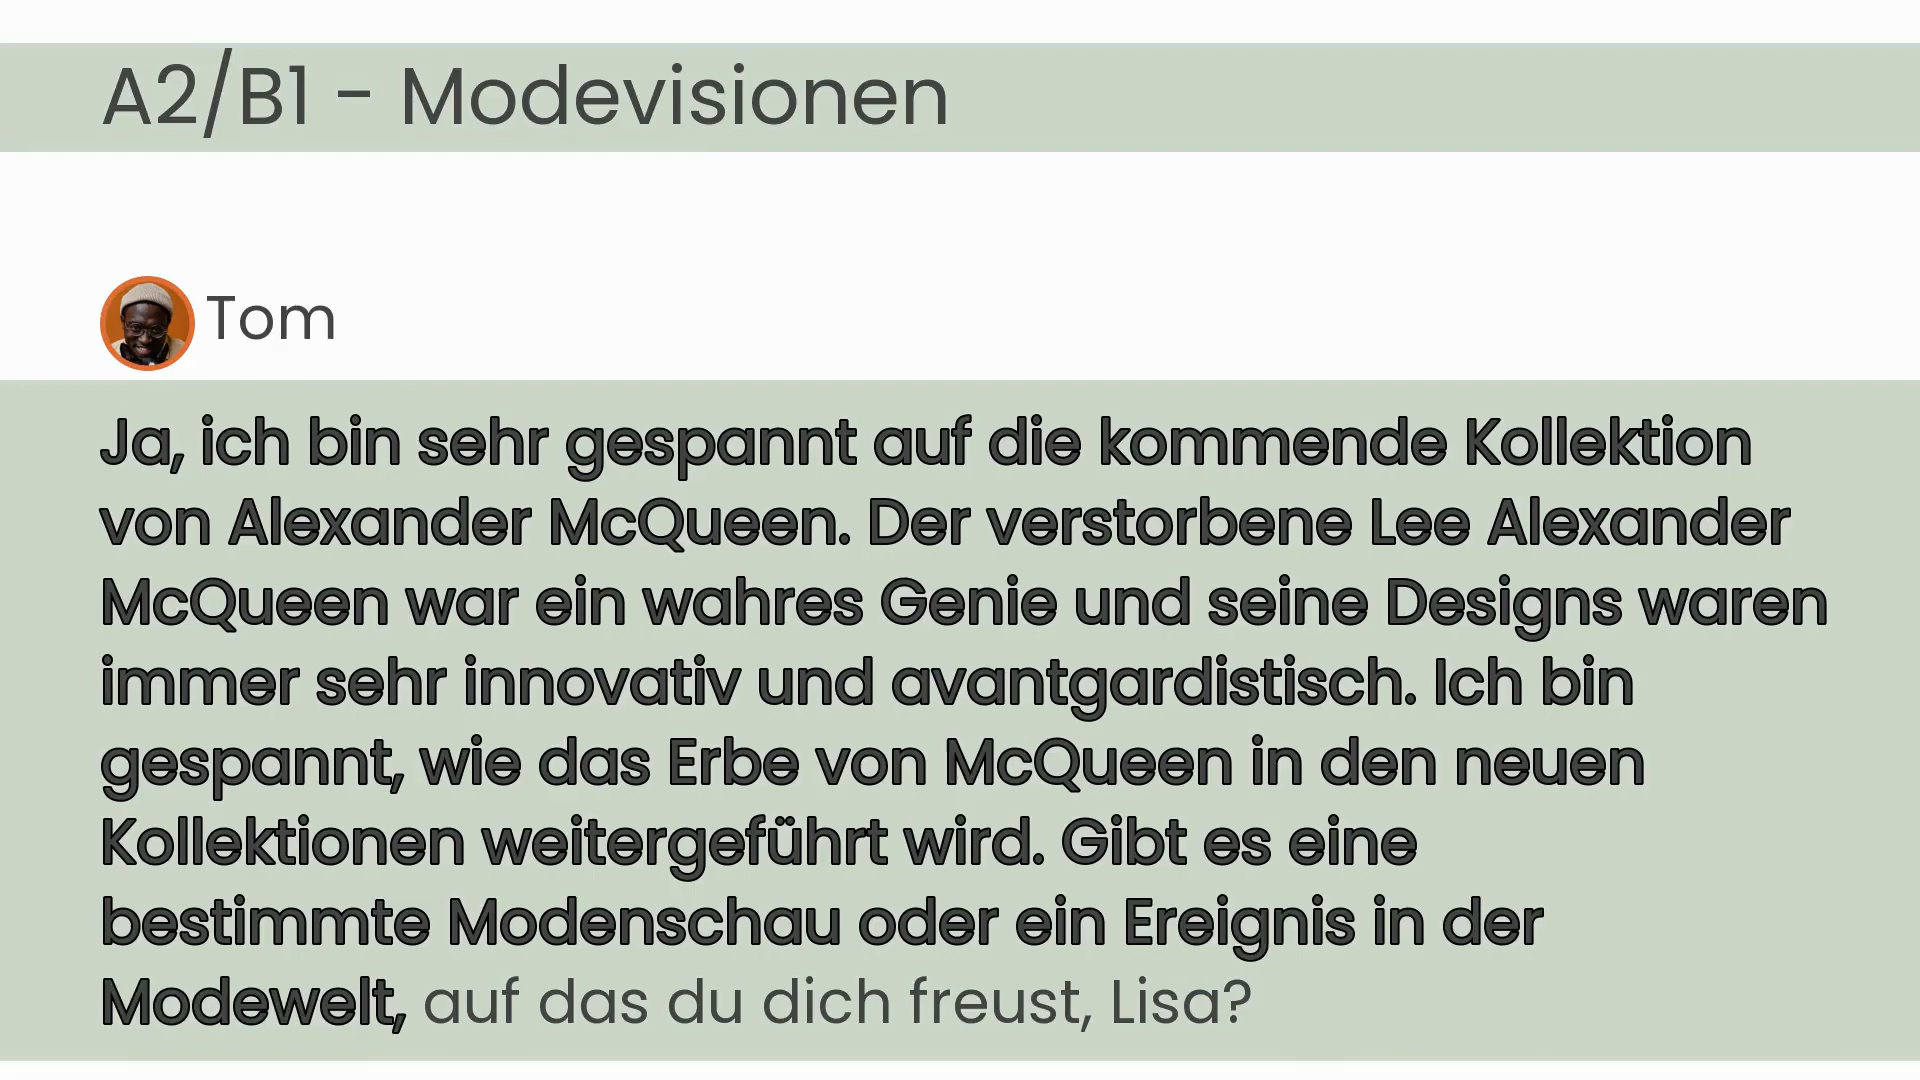 A2/B1 - Modevisionen
Tom
Ja, ich bin sehr gespannt auf die kommende Kollektion
von Alexander McQueen. Der verstorbene Lee Alexander
McQueen war ein wahres Genie und seine Designs waren
immer sehr innovativ und avantgardistisch. Ich bin
gespannt, wie das Erbe von McQueen in den neuen
Kollektionen weitergeführt wird. Gibt es eine
bestimmte Modenschau oder ein Ereignis in der
Modewelt, auf das du dich freust, Lisa?